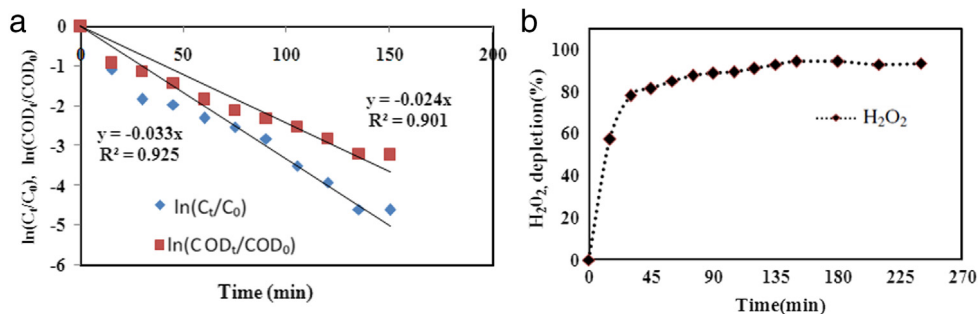 a
0
0
50
100
150
200
-1
-2
-3
-4
-5
-6
ln(Cₜ/C₀), ln(CODₜ/COD₀)
y = -0.024x
R² = 0.901
y = -0.033x
R² = 0.925
ln(Cₜ/C₀)
ln(CODₜ/COD₀)
Time (min)
b
100
80
60
40
20
0
H₂O₂, depletion(%)
H₂O₂
0
45
90
135
180
225
270
Time(min)